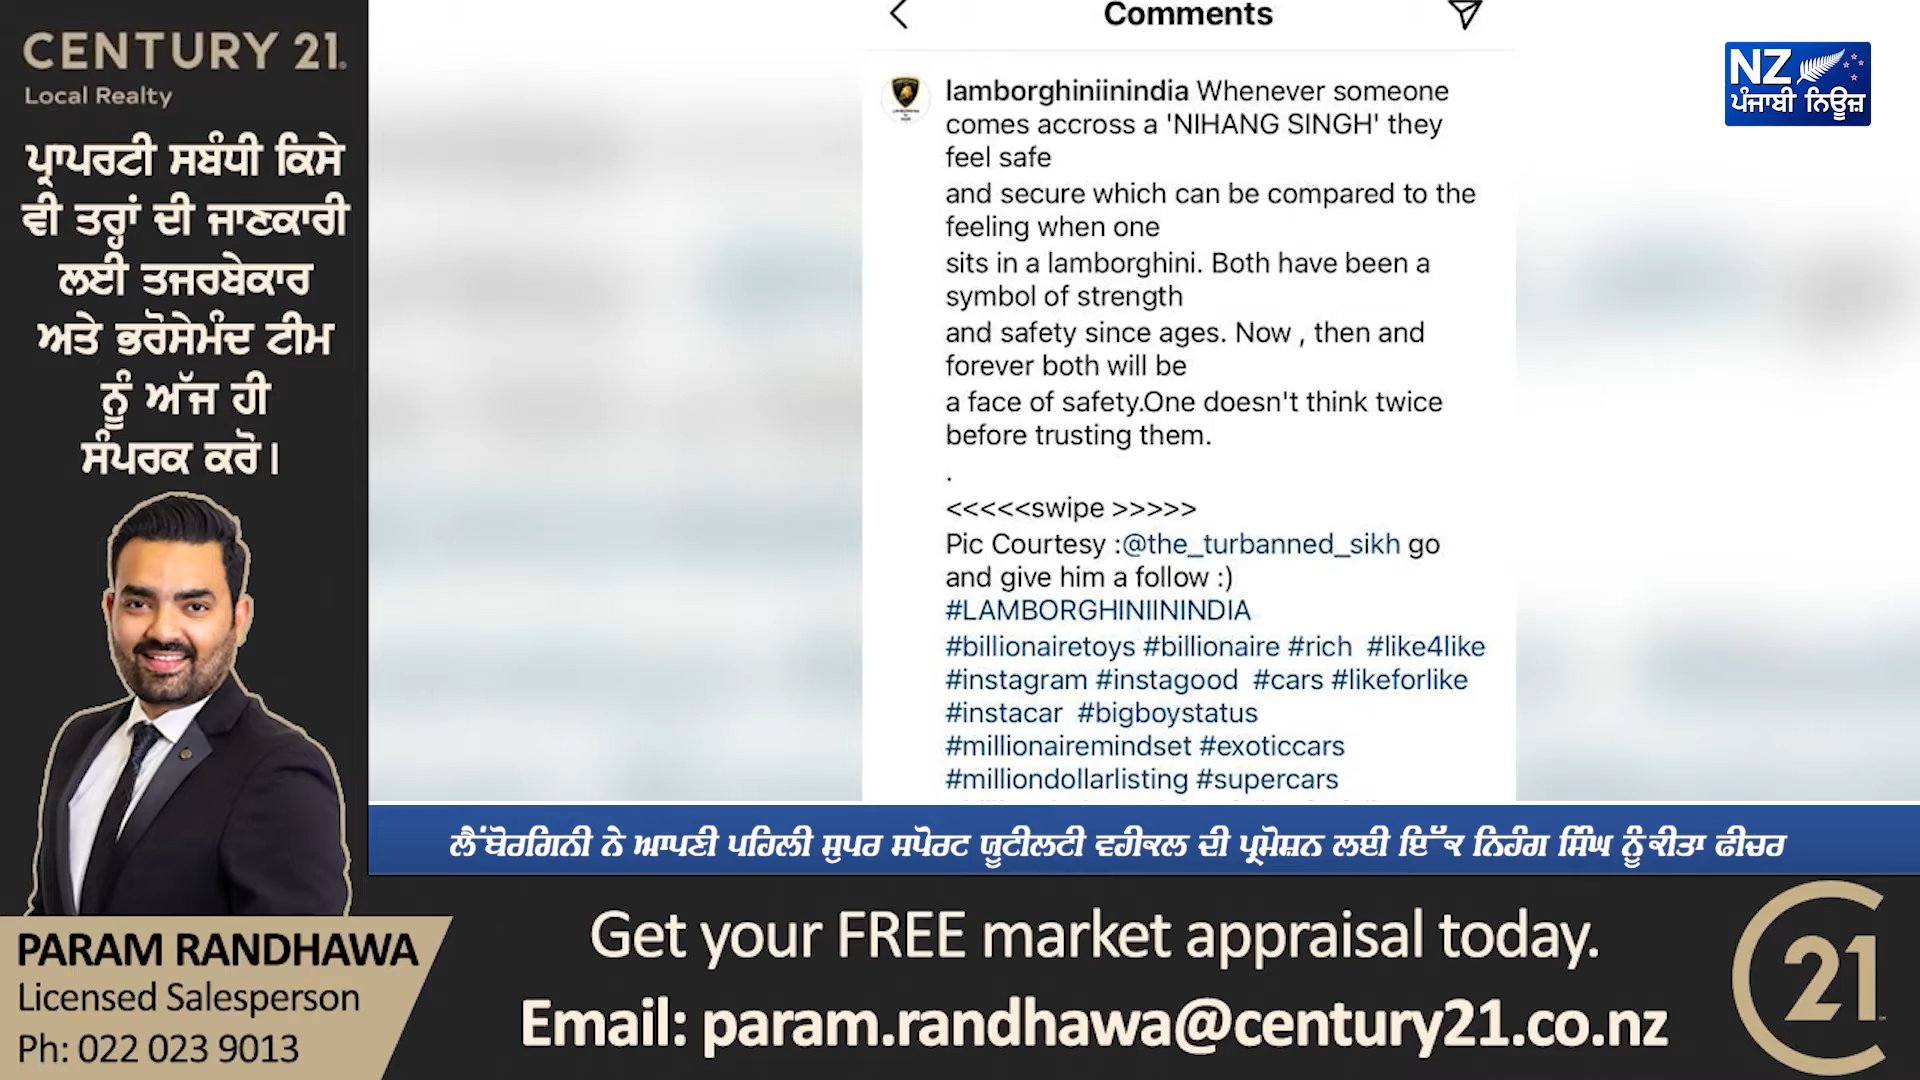 CENTURY 21.
Local Realty
ਪ੍ਰਾਪਰਟੀ ਸਬੰਧੀ ਕਿਸੇ
ਵੀ ਤਰ੍ਹਾਂ ਦੀ ਜਾਣਕਾਰੀ
ਲਈ ਤਜਰਬੇਕਾਰ
ਅਤੇ ਭਰੋਸੇਮੰਦ ਟੀਮ
ਨੂੰ ਅੱਜ ਹੀ
ਸੰਪਰਕ ਕਰੋ।
PARAM RANDHAWA
Licensed Salesperson
Ph: 022 023 9013
Comments
lamborghiniinindia Whenever someone
comes accross a 'NIHANG SINGH' they
feel safe
and secure which can be compared to the
feeling when one
sits in a lamborghini. Both have been a
symbol of strength
and safety since ages. Now , then and
forever both will be
a face of safety.One doesn't think twice
before trusting them.
.
<<<<<swipe >>>>>
Pic Courtesy :@the_turbanned_sikh go
and give him a follow :)
#LAMBORGHINIININDIA
#billionairetoys #billionaire #rich #like4like
#instagram #instagood #cars #likeforlike
#instacar #bigboystatus
#millionairemindset #exoticcars
#milliondollarlisting #supercars
NZ
ਪੰਜਾਬੀ ਨਿਊਜ਼
ਲੈਂਬੋਰਗਿਨੀ ਨੇ ਆਪਣੀ ਪਹਿਲੀ ਸੁਪਰ ਸਪੋਰਟ ਯੂਟੀਲਟੀ ਵਹੀਕਲ ਦੀ ਪ੍ਰਮੋਸ਼ਨ ਲਈ ਇੱਕ ਨਿਹੰਗ ਸਿੰਘ ਨੂੰ ਕੀਤਾ ਫੀਚਰ
Get your FREE market appraisal today.
Email: param.randhawa@century21.co.nz
C21